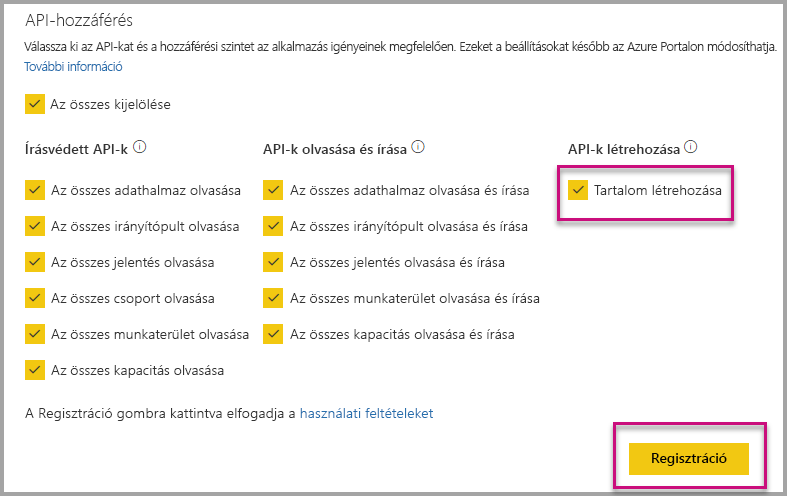 API-hozzáférés
Válassza ki az API-kat és a hozzáférési szintet az alkalmazás igényeinek megfelelően. Ezeket a beállításokat később az Azure Portalon módosíthatja.
További információ
Az összes kijelölése
Írásvédett API-k
Az összes adathalmaz olvasása
Az összes irányítópult olvasása
Az összes jelentés olvasása
Az összes csoport olvasása
Az összes munkaterület olvasása
Az összes kapacitás olvasása
API-k olvasása és írása
Az összes adathalmaz olvasása és írása
Az összes irányítópult olvasása és írása
Az összes jelentés olvasása és írása
Az összes munkaterület olvasása és írása
Az összes kapacitás olvasása és írása
API-k létrehozása
Tartalom létrehozása
A Regisztráció gombra kattintva elfogadja a használati feltételeket
Regisztráció